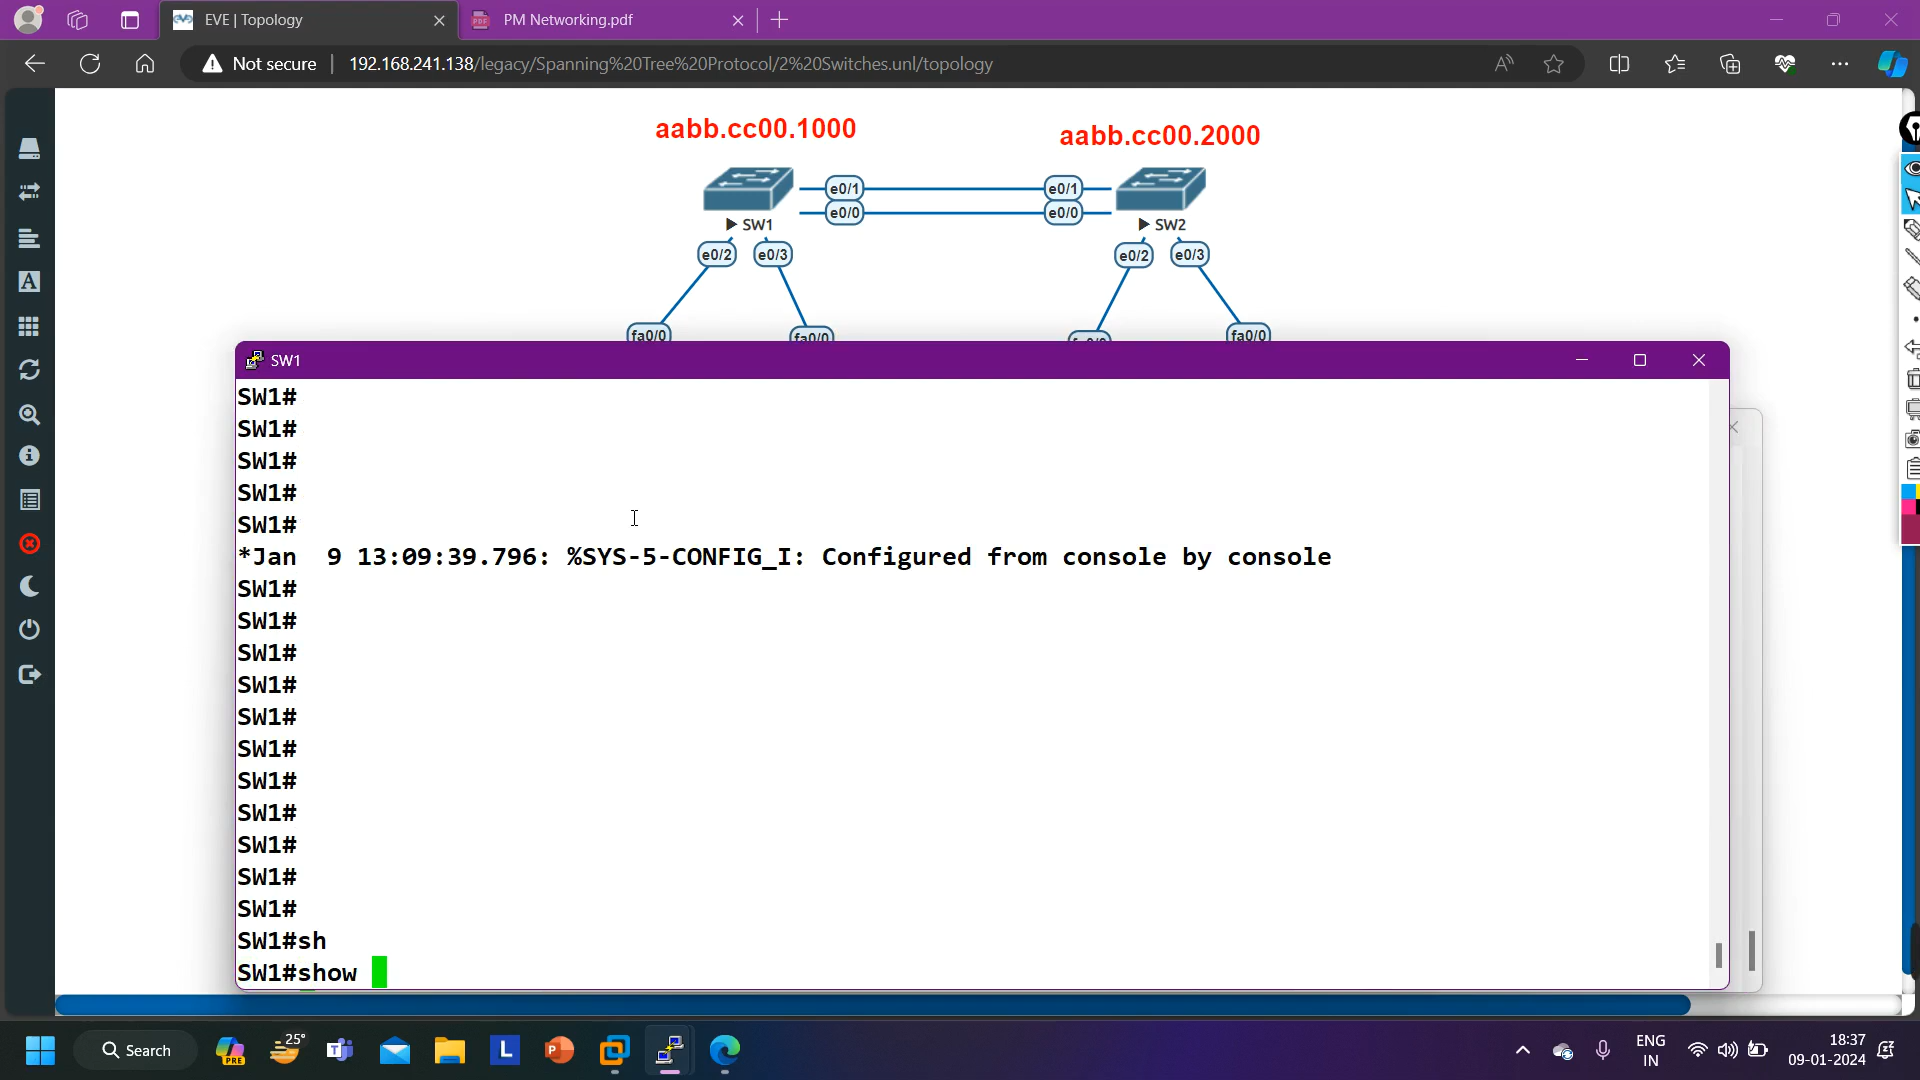 EVE | Topology
PM Networking.pdf
Not secure
192.168.241.138/legacy/Spanning%20Tree%20Protocol/2%20Switches.unl/topology
aabb.cc00.1000
aabb.cc00.2000
e0/1
e0/1
e0/0
e0/0
SW1
SW2
e0/2
e0/3
e0/2
e0/3
fa0/0
fa0/0
fa0/0
SW1
SW1#
SW1#
SW1#
SW1#
SW1#
*Jan  9 13:09:39.796: %SYS-5-CONFIG_I: Configured from console by console
SW1#
SW1#
SW1#
SW1#
SW1#
SW1#
SW1#
SW1#
SW1#
SW1#
SW1#
SW1#sh
SW1#show
Search
PRE
25°
L
ENG
IN
18:37
09-01-2024